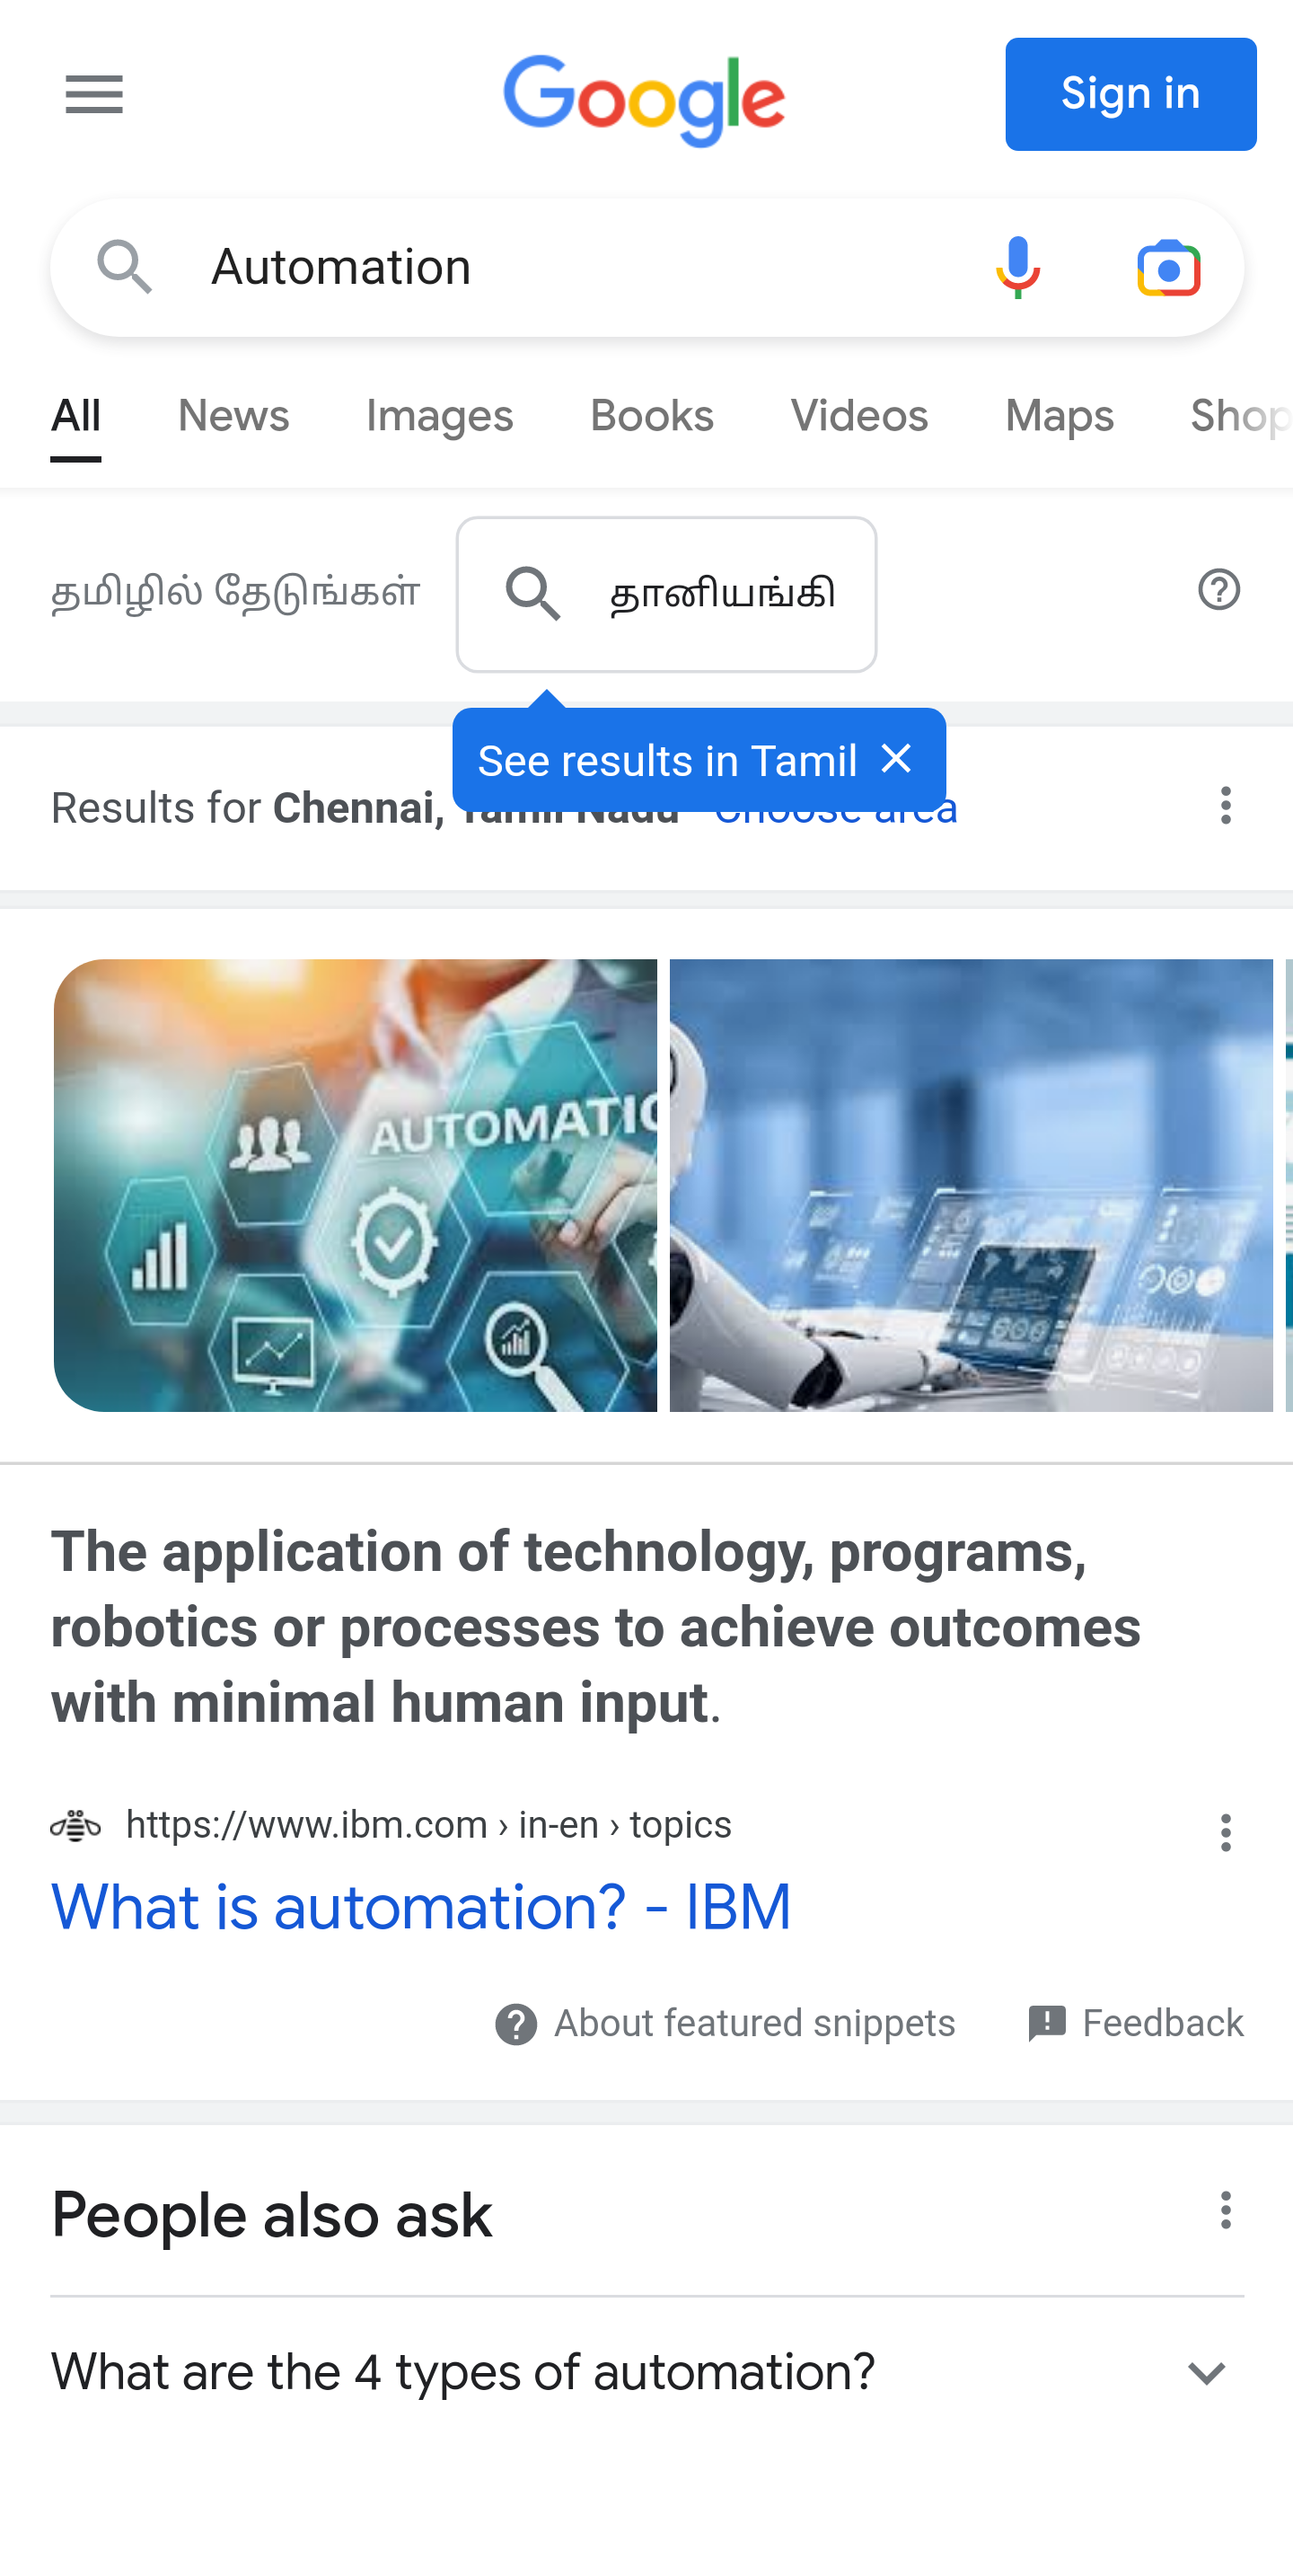 Google
Sign in
Automation
All News Images Books Videos Maps Shop
தமிழில் தேடுங்கள்
தானியங்கி
See results in Tamil
Results for Chennai, Tamil Nadu Choose area
AUTOMATIC
The application of technology, programs,
robotics or processes to achieve outcomes
with minimal human input.
https://www.ibm.com › in-en › topics
What is automation? - IBM
About featured snippets Feedback
People also ask
What are the 4 types of automation?